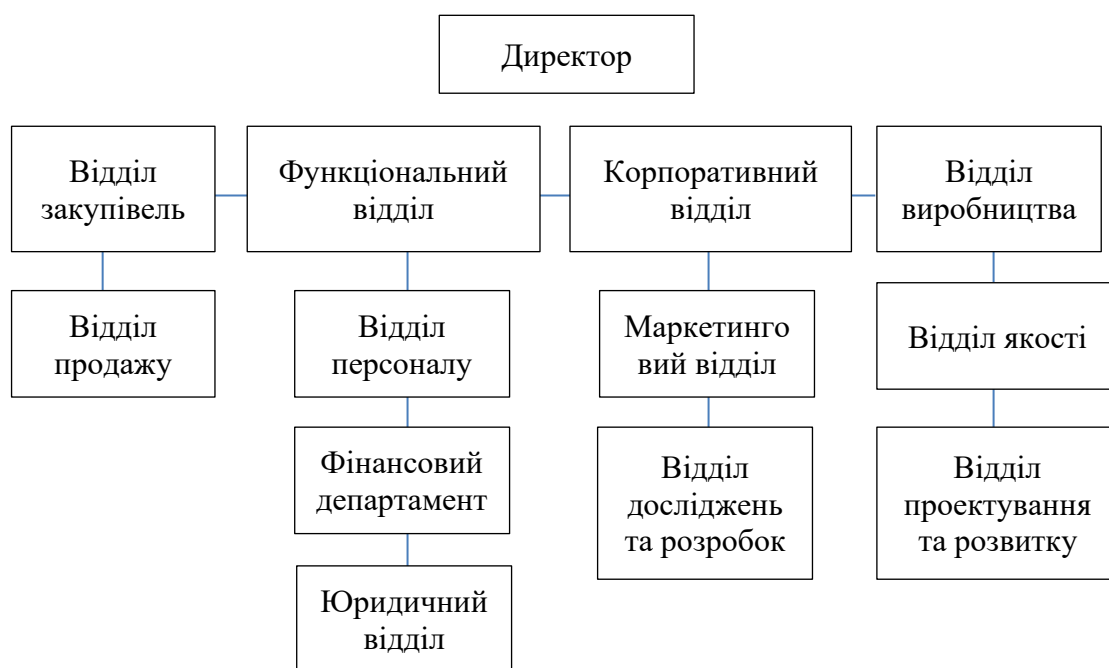 Директор
Відділ
закупівель
Функціональний
відділ
Корпоративний
відділ
Відділ
виробництва
Відділ
продажу
Відділ
персоналу
Маркетинго
вий відділ
Відділ якості
Фінансовий
департамент
Відділ
досліджень
та розробок
Відділ
проектування
та розвитку
Юридичний
відділ